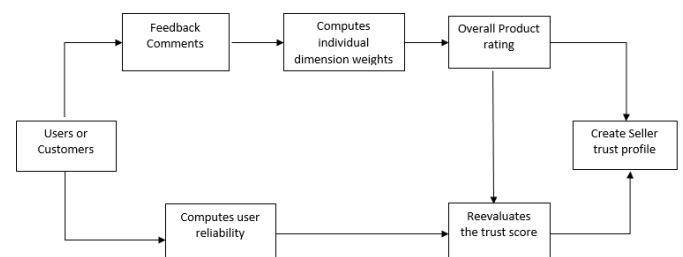 Feedback
Comments
Computes
individual
dimension weights
Overall Product
rating
Users or
Customers
Create Seller
trust profile
Computes user
reliability
Reevaluates
the trust score